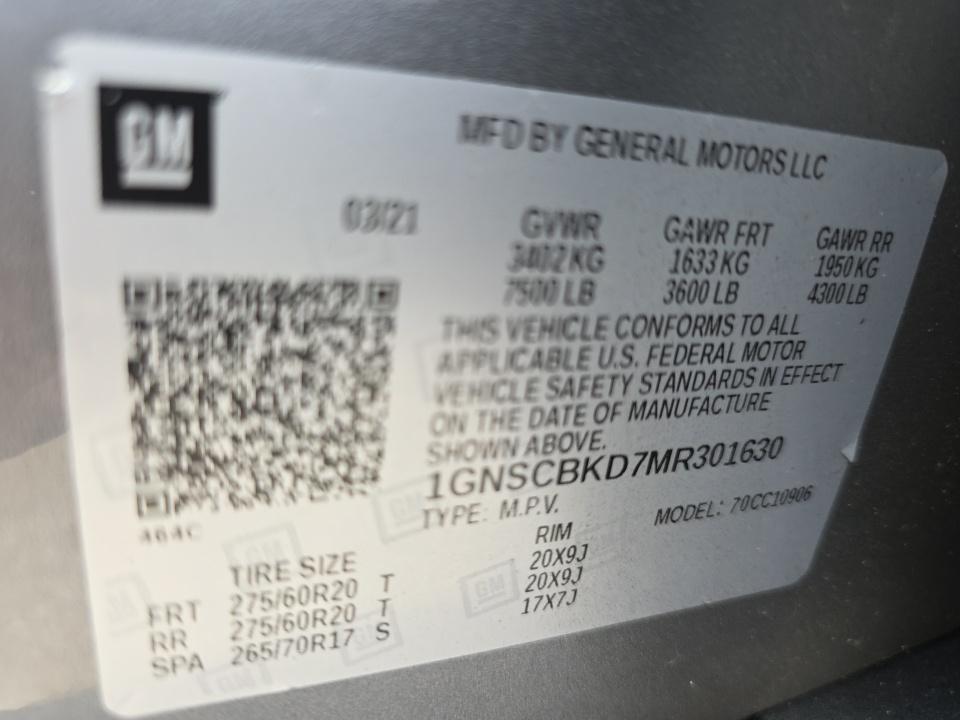 GM
MFD BY GENERAL MOTORS LLC
03/21
GVWR GAWR FRT GAWR RR
3402 KG 1633 KG 1950 KG
7500 LB 3600 LB 4300 LB
THIS VEHICLE CONFORMS TO ALL
APPLICABLE U.S. FEDERAL MOTOR
VEHICLE SAFETY STANDARDS IN EFFECT
ON THE DATE OF MANUFACTURE
SHOWN ABOVE.
1GNSCBKD7MR301630
TYPE: M.P.V. MODEL: 70CC10906
464C
TIRE SIZE RIM
FRT 275/60R20 T 20X9J
RR 275/60R20 T 20X9J
SPA 265/70R17 S 17X7J